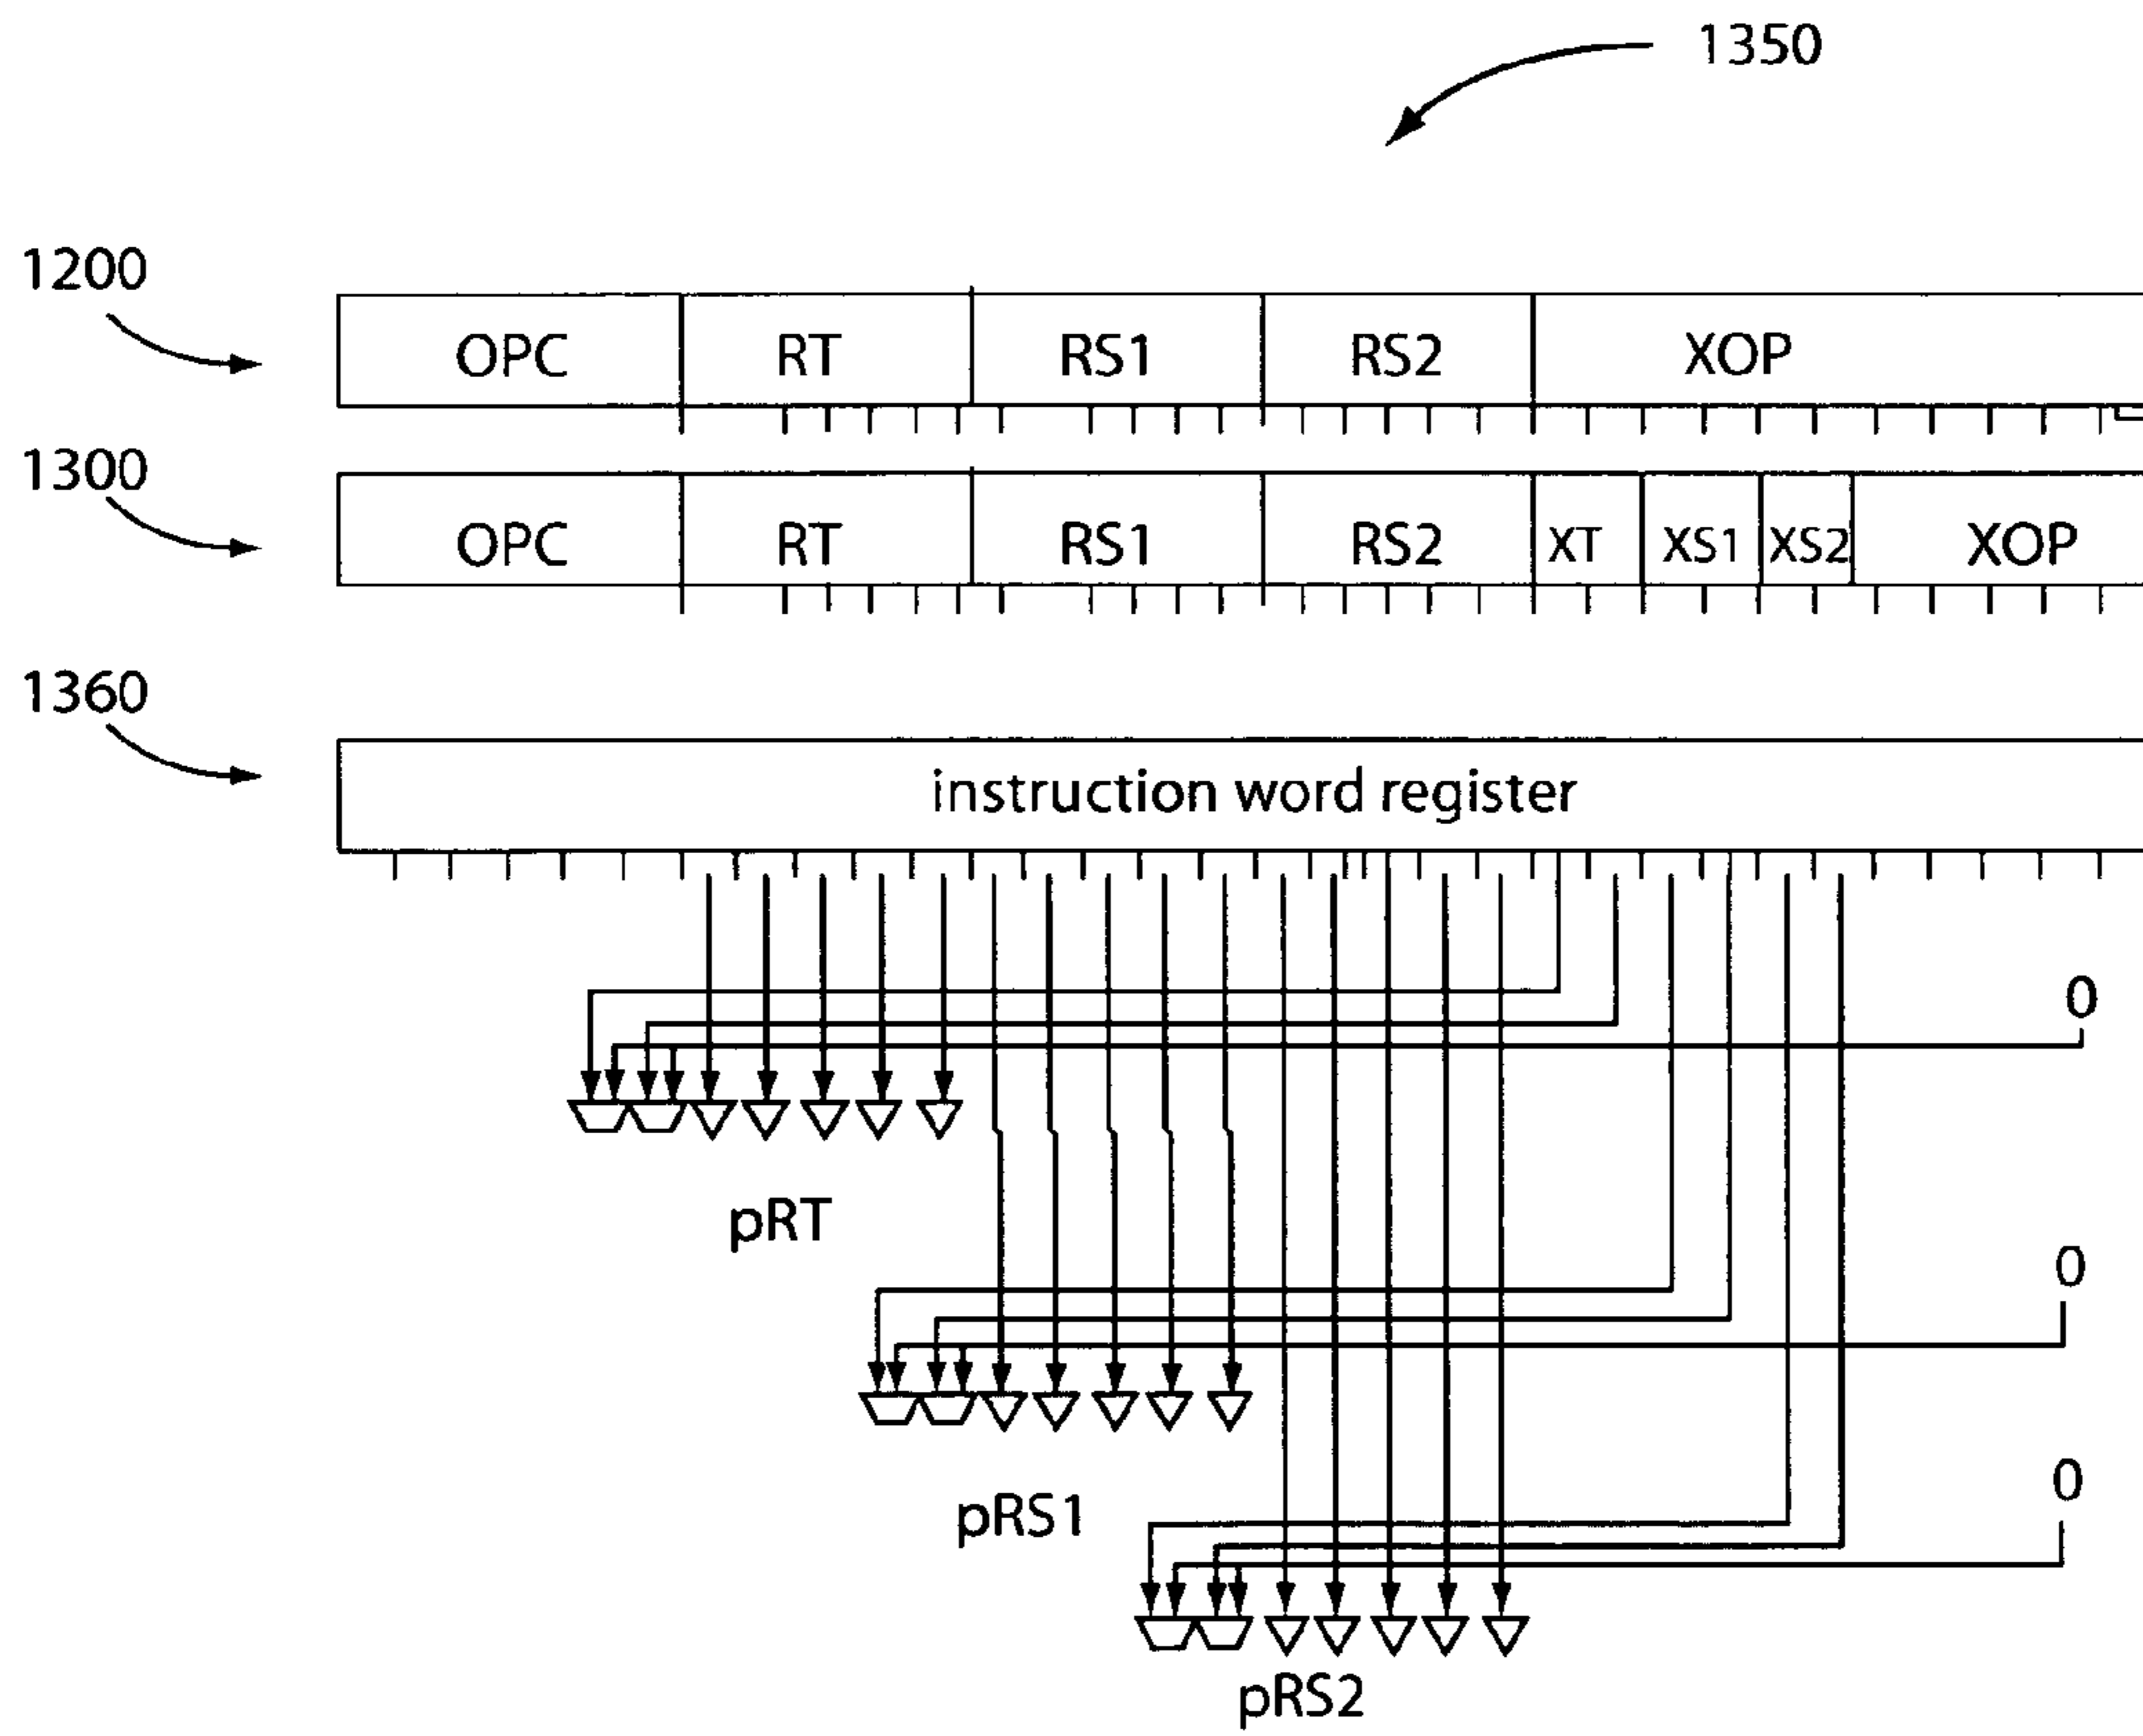 1350
1200
OPC RT RS1 RS2 XOP
1300
OPC RT RS1 RS2 XT XS1 XS2 XOP
1360
instruction word register
0
pRT
0
pRS1
0
pRS2